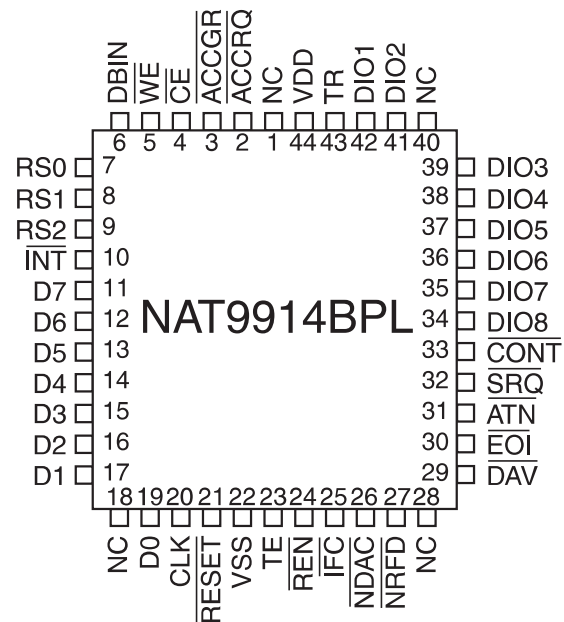 DBIN
WE
CE
ACCGR
ACCRQ
NC
VDD
TR
DIO1
DIO2
NC
6 5 4 3 2 1 44 43 42 41 40
RS0 7
RS1 8
RS2 9
INT 10
D7 11
D6 12
D5 13
D4 14
D3 15
D2 16
D1 17
NAT9914BPL
39 DIO3
38 DIO4
37 DIO5
36 DIO6
35 DIO7
34 DIO8
33 CONT
32 SRQ
31 ATN
30 EOI
29 DAV
18 19 20 21 22 23 24 25 26 27 28
NC
D0
CLK
RESET
VSS
TE
REN
IFC
NDAC
NRFD
NC